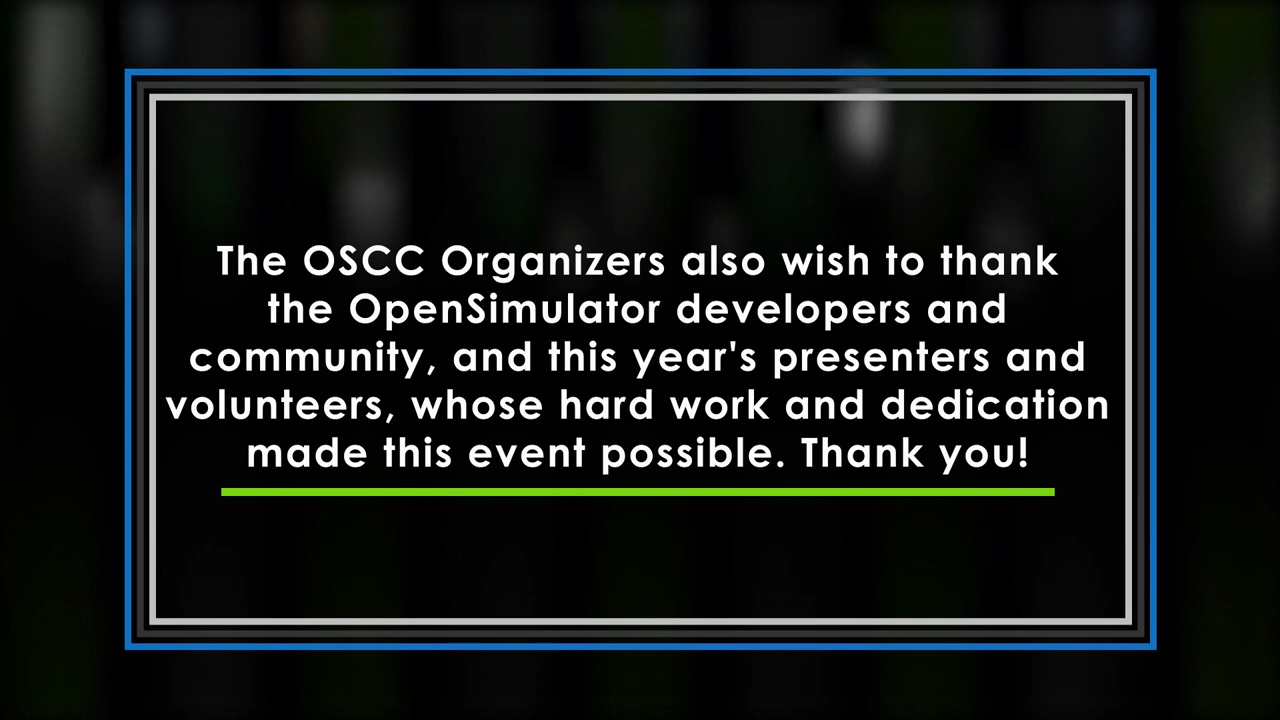 The OSCC Organizers also wish to thank
the OpenSimulator developers and
community, and this year's presenters and
volunteers, whose hard work and dedication
made this event possible. Thank you!